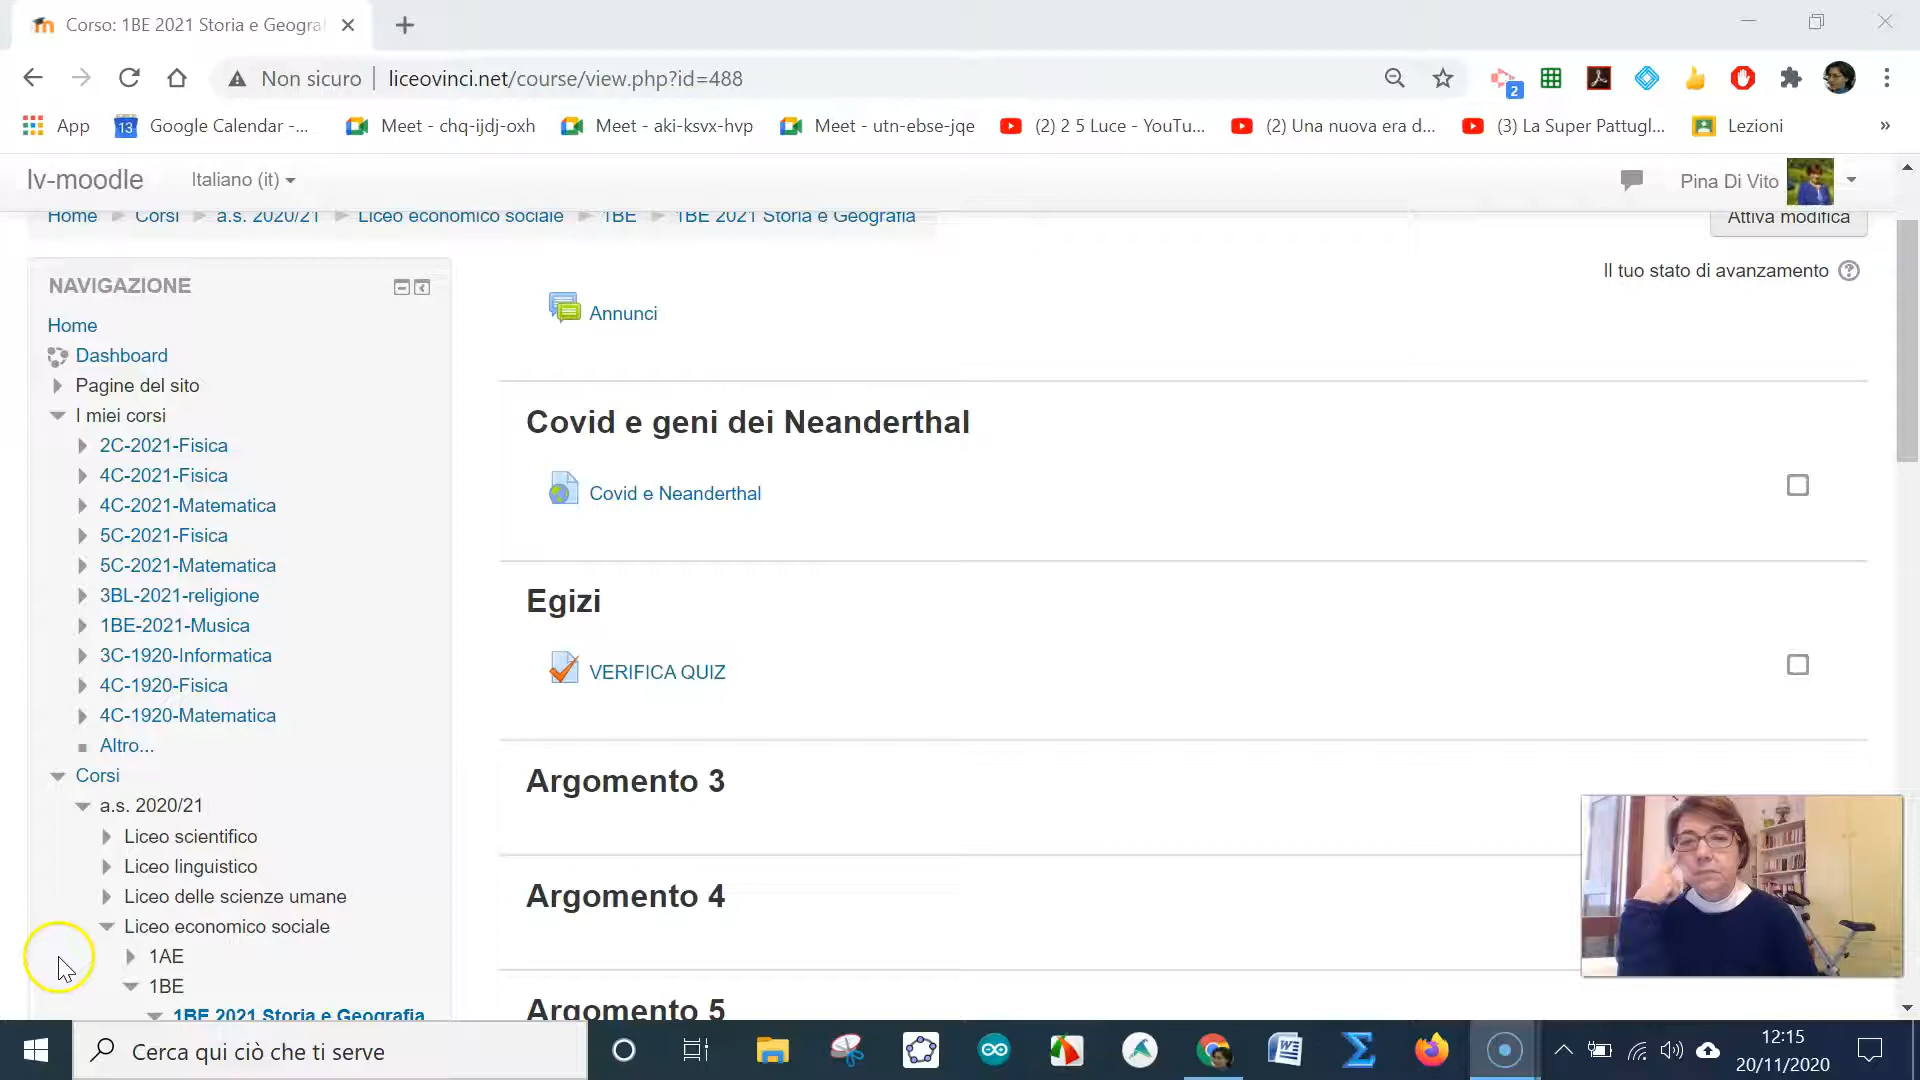 Corso: 1BE 2021 Storia e Geogra
Non sicuro liceovinci.net/course/view.php?id=488
2
App
13 Google Calendar -...
Meet - chq-ijdj-oxh
Meet - aki-ksvx-hvp
Meet - utn-ebse-jqe
(2) 2 5 Luce - YouTu...
(2) Una nuova era d...
(3) La Super Pattugl...
Lezioni
»
lv-moodle Italiano (it) Pina Di Vito
Home Corsi a.s. 2020/21 Liceo economico sociale 1BE 1BE 2021 Storia e Geografia
Attiva modifica
Il tuo stato di avanzamento
NAVIGAZIONE
Home
Dashboard
Pagine del sito
I miei corsi
2C-2021-Fisica
4C-2021-Fisica
4C-2021-Matematica
5C-2021-Fisica
5C-2021-Matematica
3BL-2021-religione
1BE-2021-Musica
3C-1920-Informatica
4C-1920-Fisica
4C-1920-Matematica
Altro...
Corsi
a.s. 2020/21
Liceo scientifico
Liceo linguistico
Liceo delle scienze umane
Liceo economico sociale
1AE
1BE
1BE 2021 Storia e Geografia
Annunci
Covid e geni dei Neanderthal
Covid e Neanderthal
Egizi
VERIFICA QUIZ
Argomento 3
Argomento 4
Argomento 5
Cerca qui ciò che ti serve
12:15
20/11/2020